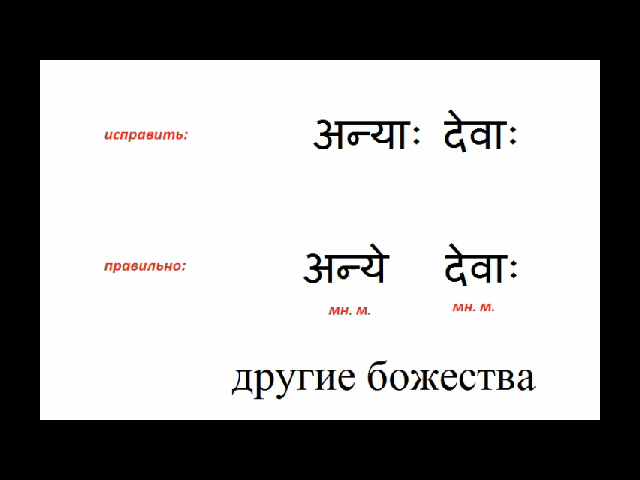 исправить: अन्याः देवाः
правильно: अन्ये देवाः
мн. м. мн. м.
другие божества